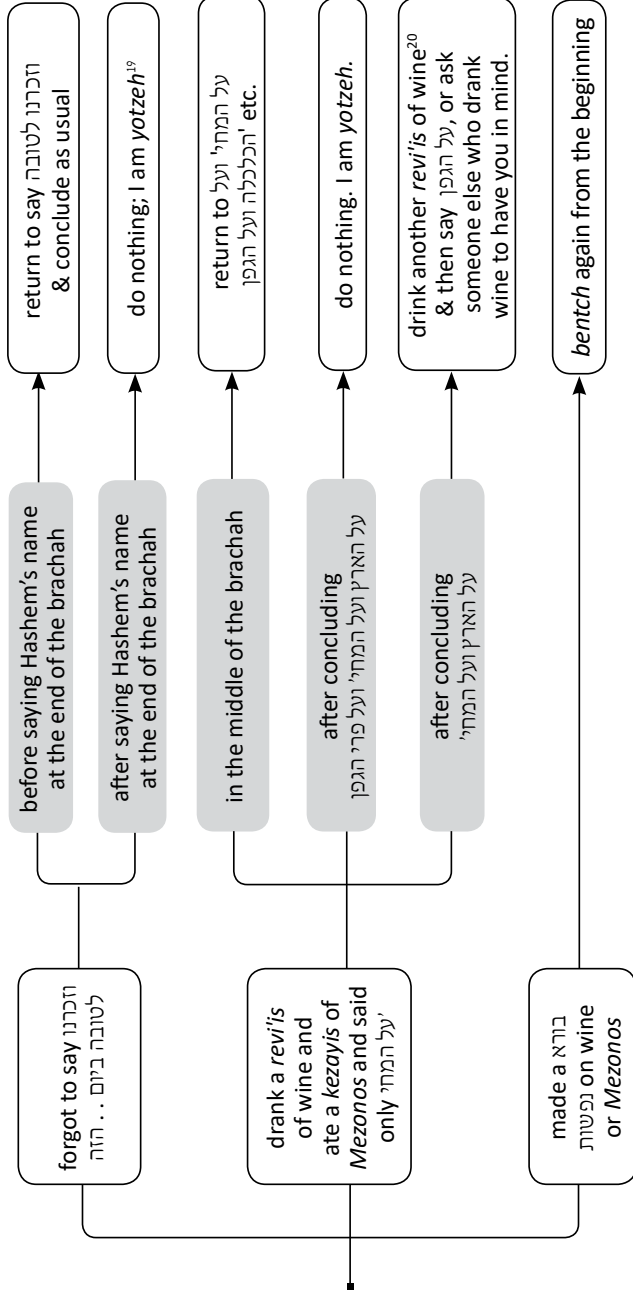 forgot to say וזכרנו
לטובה ביום . . הזה
before saying Hashem's name
at the end of the brachah
return to say וזכרנו לטובה
& conclude as usual
after saying Hashem's name
at the end of the brachah
do nothing; I am yotzeh19
drank a revi'is
of wine and
ate a kezayis of
Mezonos and said
only על המחי'
in the middle of the brachah
return to על המחי' ועל
הכלכלה ועל הגפן' etc.
after concluding
על הארץ ועל המחי' ועל פרי הגפן
do nothing. I am yotzeh.
after concluding
על הארץ ועל המחי'
drink another revi'is of wine20
& then say על הגפן, or ask
someone else who drank
wine to have you in mind.
made a בורא
נפשות on wine
or Mezonos
bentch again from the beginning